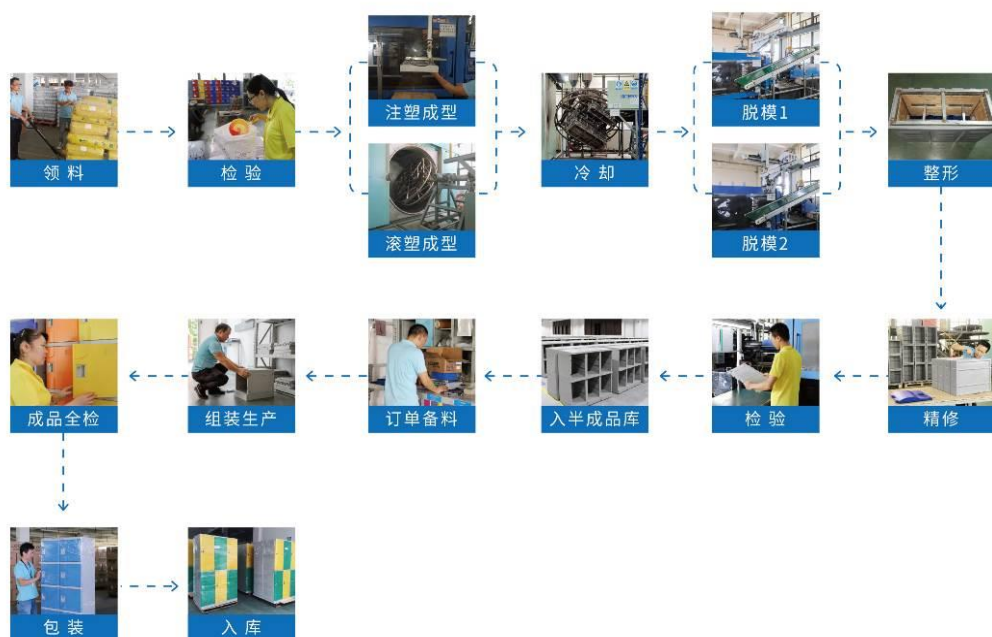 领料
检验
注塑成型
滚塑成型
冷却
脱模1
脱模2
整形
精修
检验
入半成品库
订单备料
组装生产
成品全检
包装
入库